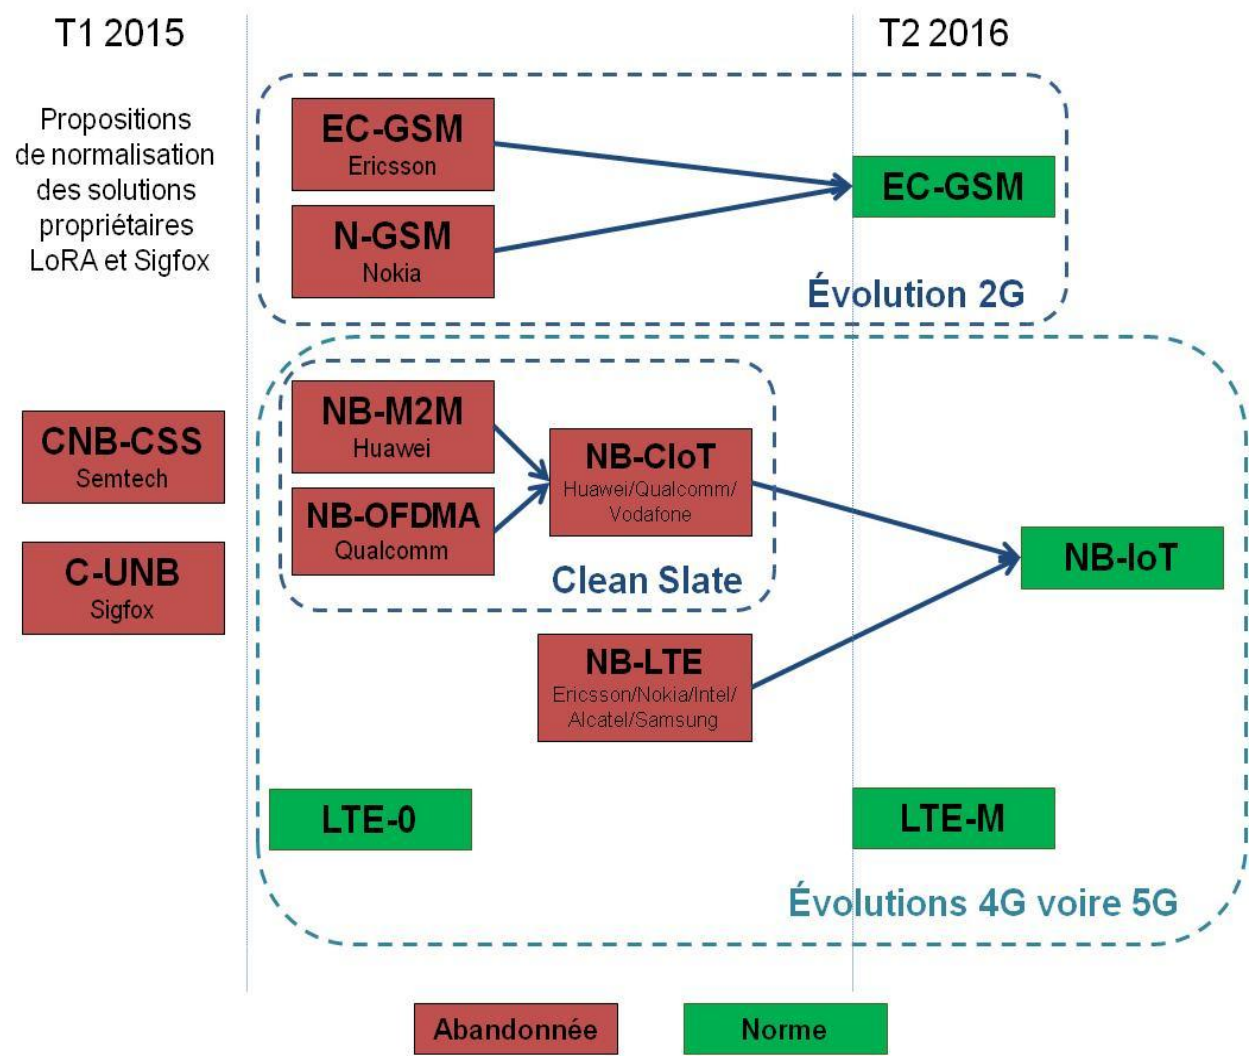 T1 2015
T2 2016
Propositions
de normalisation
des solutions
propriétaires
LoRA et Sigfox
EC-GSM
Ericsson
N-GSM
Nokia
EC-GSM
Évolution 2G
CNB-CSS
Semtech
C-UNB
Sigfox
NB-M2M
Huawei
NB-OFDMA
Qualcomm
NB-CIoT
Huawei/Qualcomm/
Vodafone
Clean Slate
NB-IoT
NB-LTE
Ericsson/Nokia/Intel/
Alcatel/Samsung
LTE-0
LTE-M
Évolutions 4G voire 5G
Abandonnée
Norme